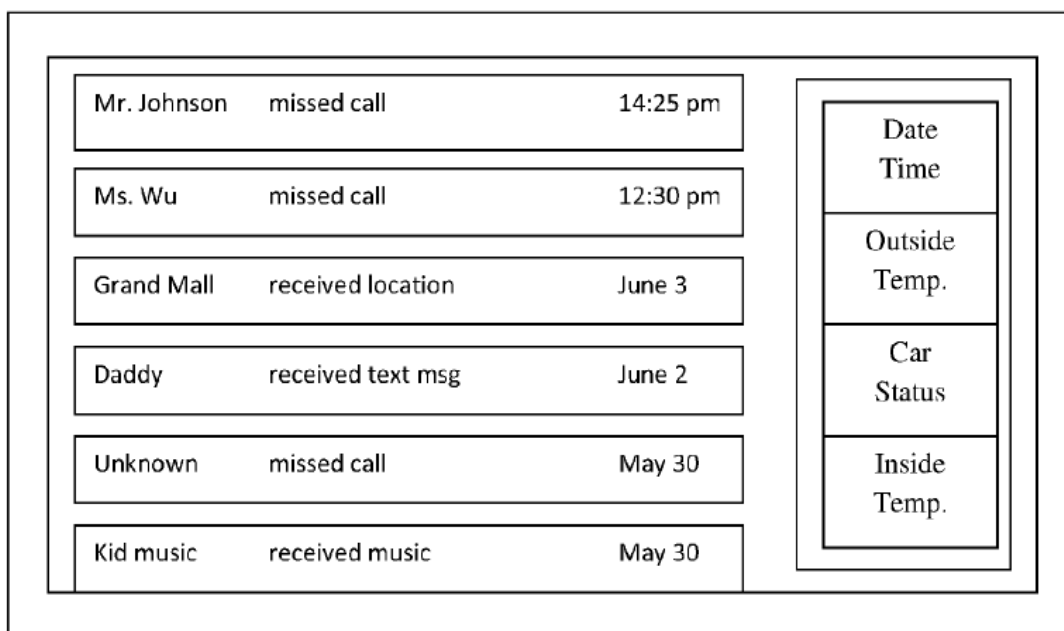 Mr. Johnson missed call 14:25 pm
Ms. Wu missed call 12:30 pm
Grand Mall received location June 3
Daddy received text msg June 2
Unknown missed call May 30
Kid music received music May 30
Date
Time
Outside
Temp.
Car
Status
Inside
Temp.